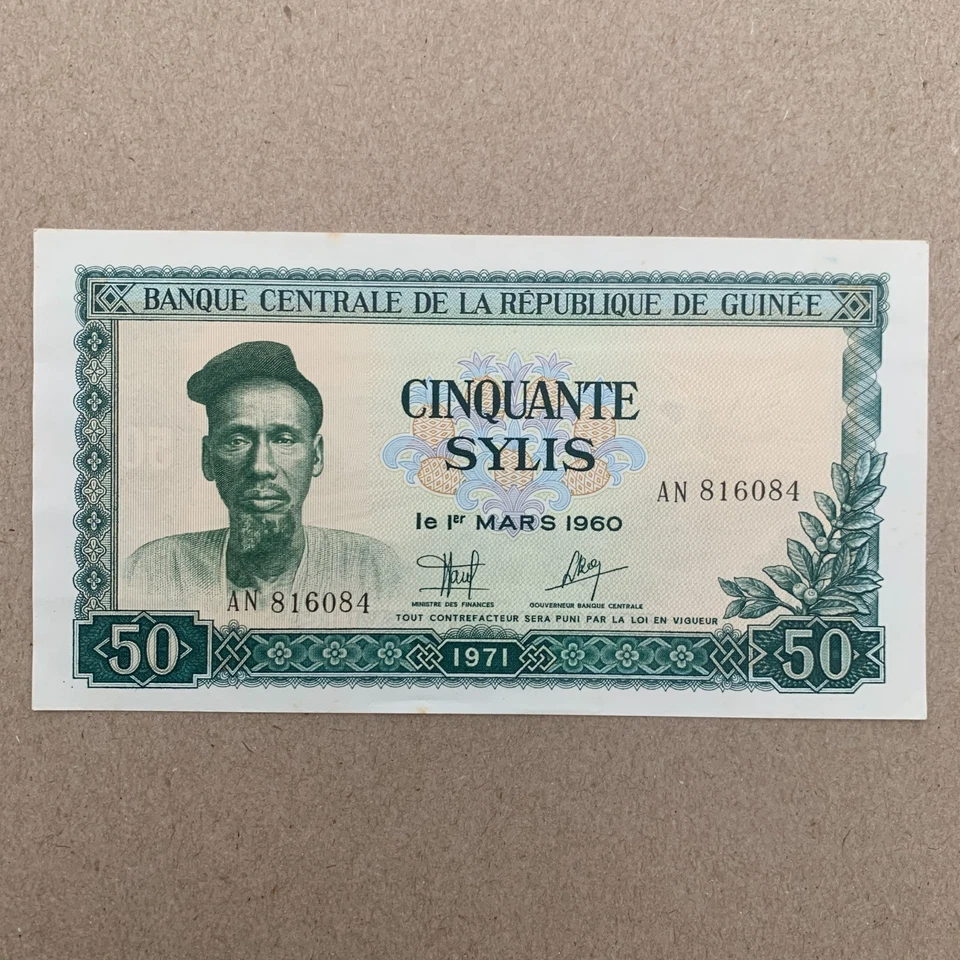 BANQUE CENTRALE DE LA RÉPUBLIQUE DE GUINÉE
CINQUANTE
SYLIS
AN 816084
le 1er MARS 1960
MINISTRE DES FINANCES
GOUVERNEUR BANQUE CENTRALE
AN 816084
TOUT CONTREFACTEUR SERA PUNI PAR LA LOI EN VIGUEUR
50
1971
50